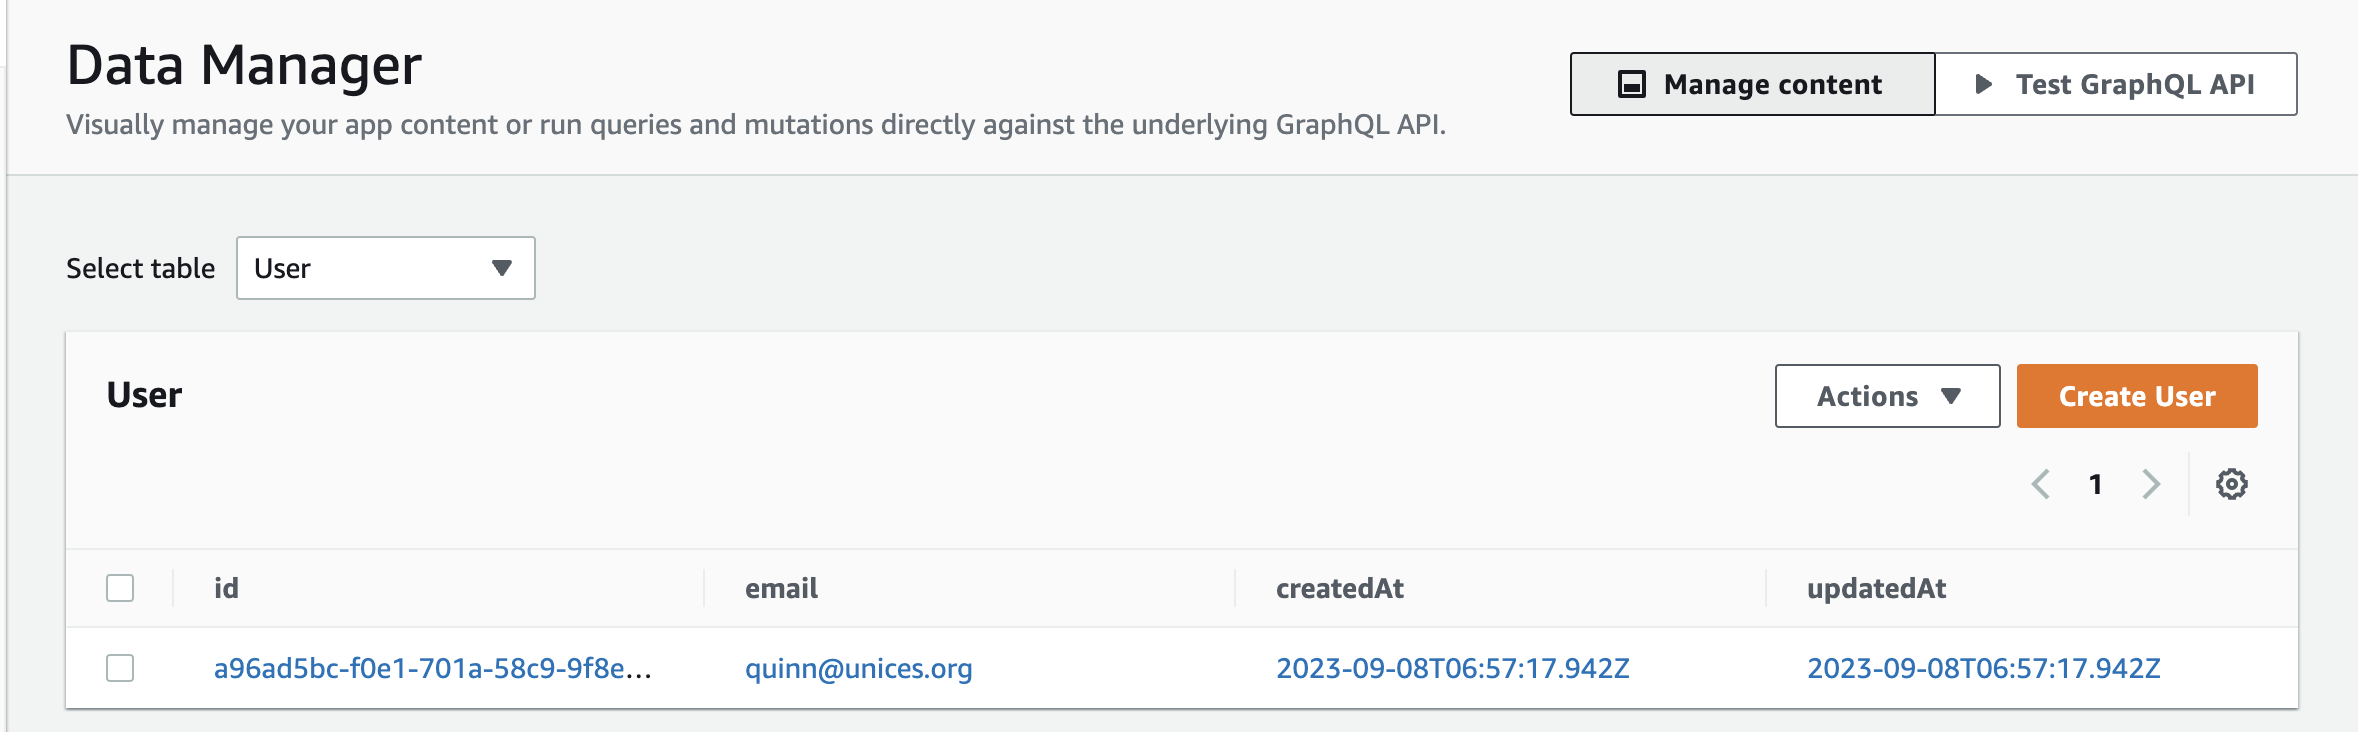 Data Manager
Visually manage your app content or run queries and mutations directly against the underlying GraphQL API.
Manage content
Test GraphQL API
Select table
User
User
Actions
Create User
1
id email createdAt updatedAt
a96ad5bc-f0e1-701a-58c9-9f8e... quinn@unices.org 2023-09-08T06:57:17.942Z 2023-09-08T06:57:17.942Z